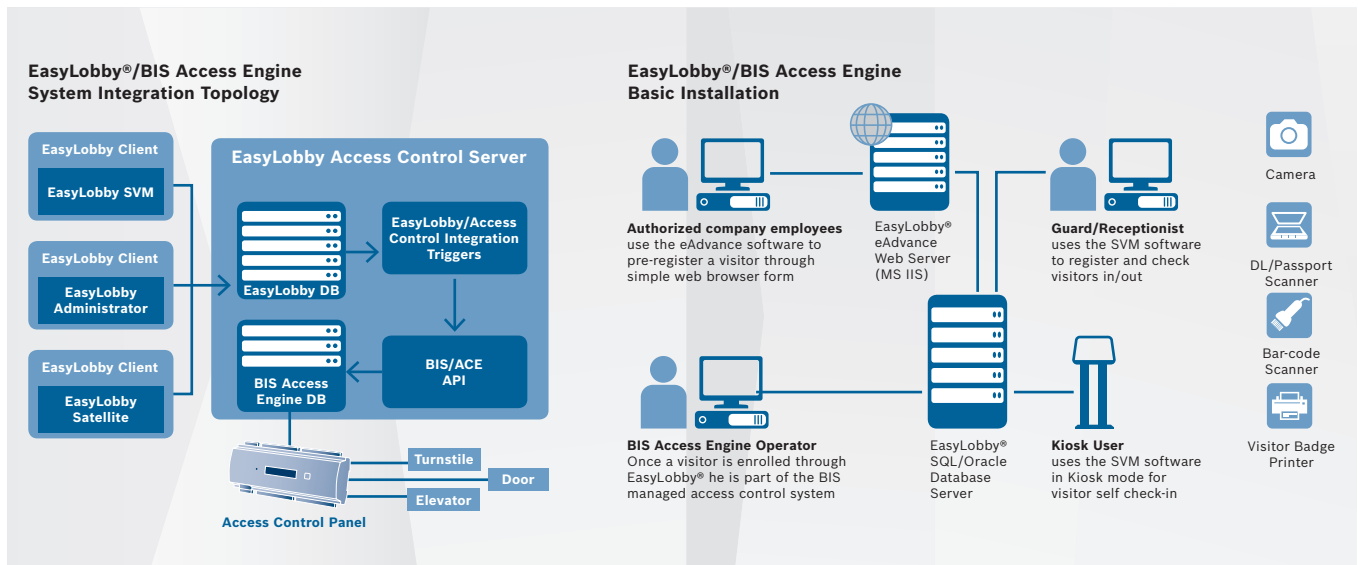 EasyLobby®/BIS Access Engine
System Integration Topology
EasyLobby Client
EasyLobby SVM
EasyLobby Client
EasyLobby
Administrator
EasyLobby Client
EasyLobby
Satellite
EasyLobby Access Control Server
EasyLobby DB
EasyLobby/Access
Control Integration
Triggers
BIS Access
Engine DB
BIS/ACE
API
Turnstile
Door
Elevator
Access Control Panel
EasyLobby®/BIS Access Engine
Basic Installation
Authorized company employees
use the eAdvance software to
pre-register a visitor through
simple web browser form
EasyLobby®
eAdvance
Web Server
(MS IIS)
Guard/Receptionist
uses the SVM software
to register and check
visitors in/out
BIS Access Engine Operator
Once a visitor is enrolled through
EasyLobby® he is part of the BIS
managed access control system
EasyLobby®
SQL/Oracle
Database
Server
Kiosk User
uses the SVM software
in Kiosk mode for
visitor self check-in
Camera
DL/Passport
Scanner
Bar-code
Scanner
Visitor Badge
Printer